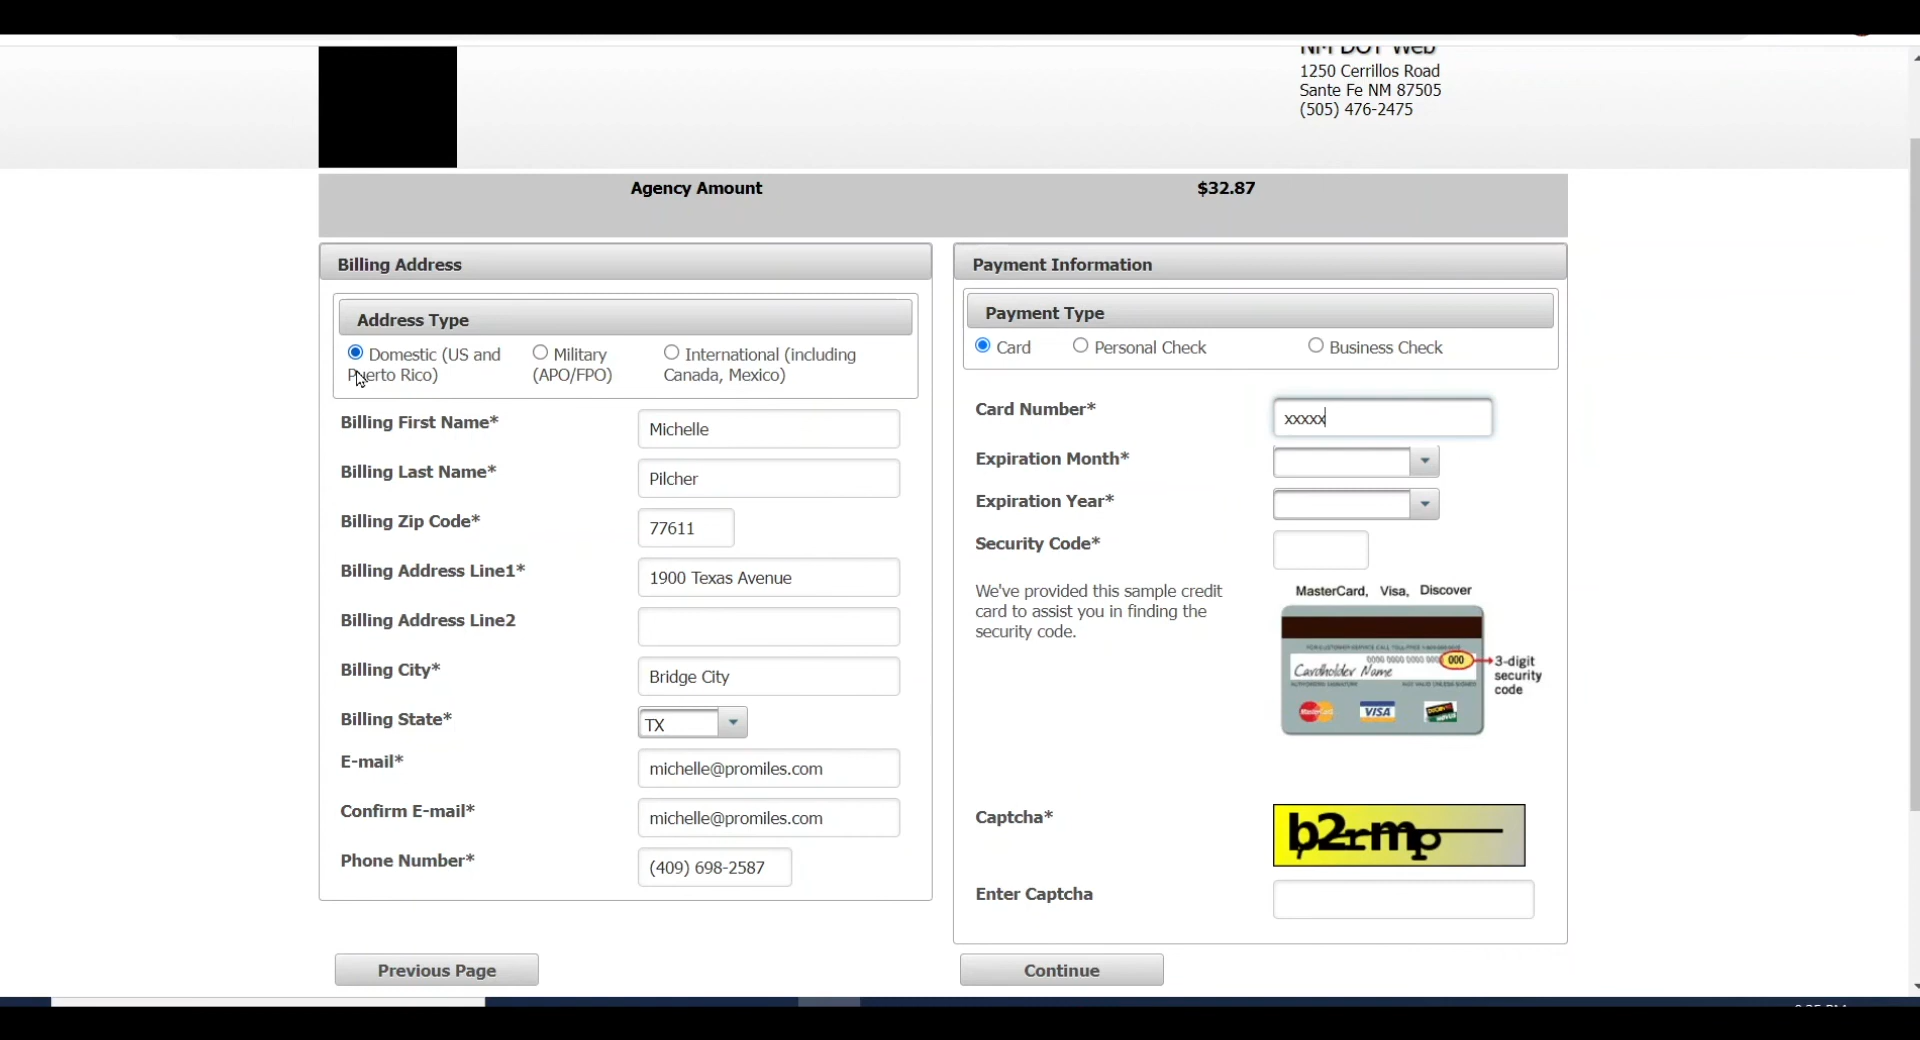 NM DOT Web
1250 Cerrillos Road
Sante Fe NM 87505
(505) 476-2475
Agency Amount $32.87
Billing Address
Address Type
Domestic (US and
Puerto Rico)
Military
(APO/FPO)
International (including
Canada, Mexico)
Billing First Name* Michelle
Billing Last Name* Pilcher
Billing Zip Code* 77611
Billing Address Line1* 1900 Texas Avenue
Billing Address Line2
Billing City* Bridge City
Billing State* TX
E-mail* michelle@promiles.com
Confirm E-mail* michelle@promiles.com
Phone Number* (409) 698-2587
Previous Page
Payment Information
Payment Type
Card Personal Check Business Check
Card Number* xxxxx
Expiration Month*
Expiration Year*
Security Code*
We've provided this sample credit
card to assist you in finding the
security code.
MasterCard, Visa, Discover
000
Cardholder Name
3-digit
security
code
MasterCard VISA
Captcha* b2rmp
Enter Captcha
Continue